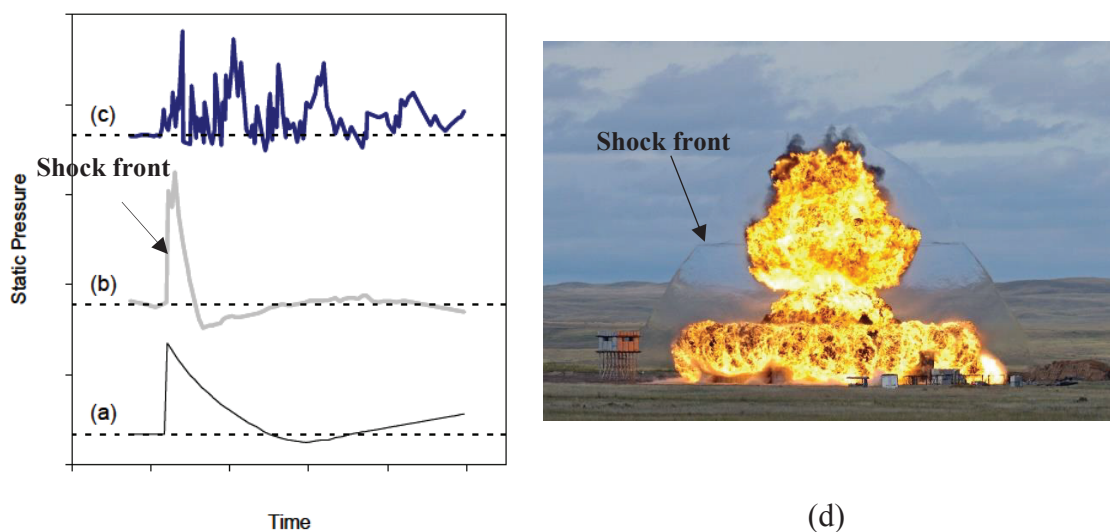 (c)
Shock front
(b)
(a)
Static Pressure
Time
Shock front
(d)